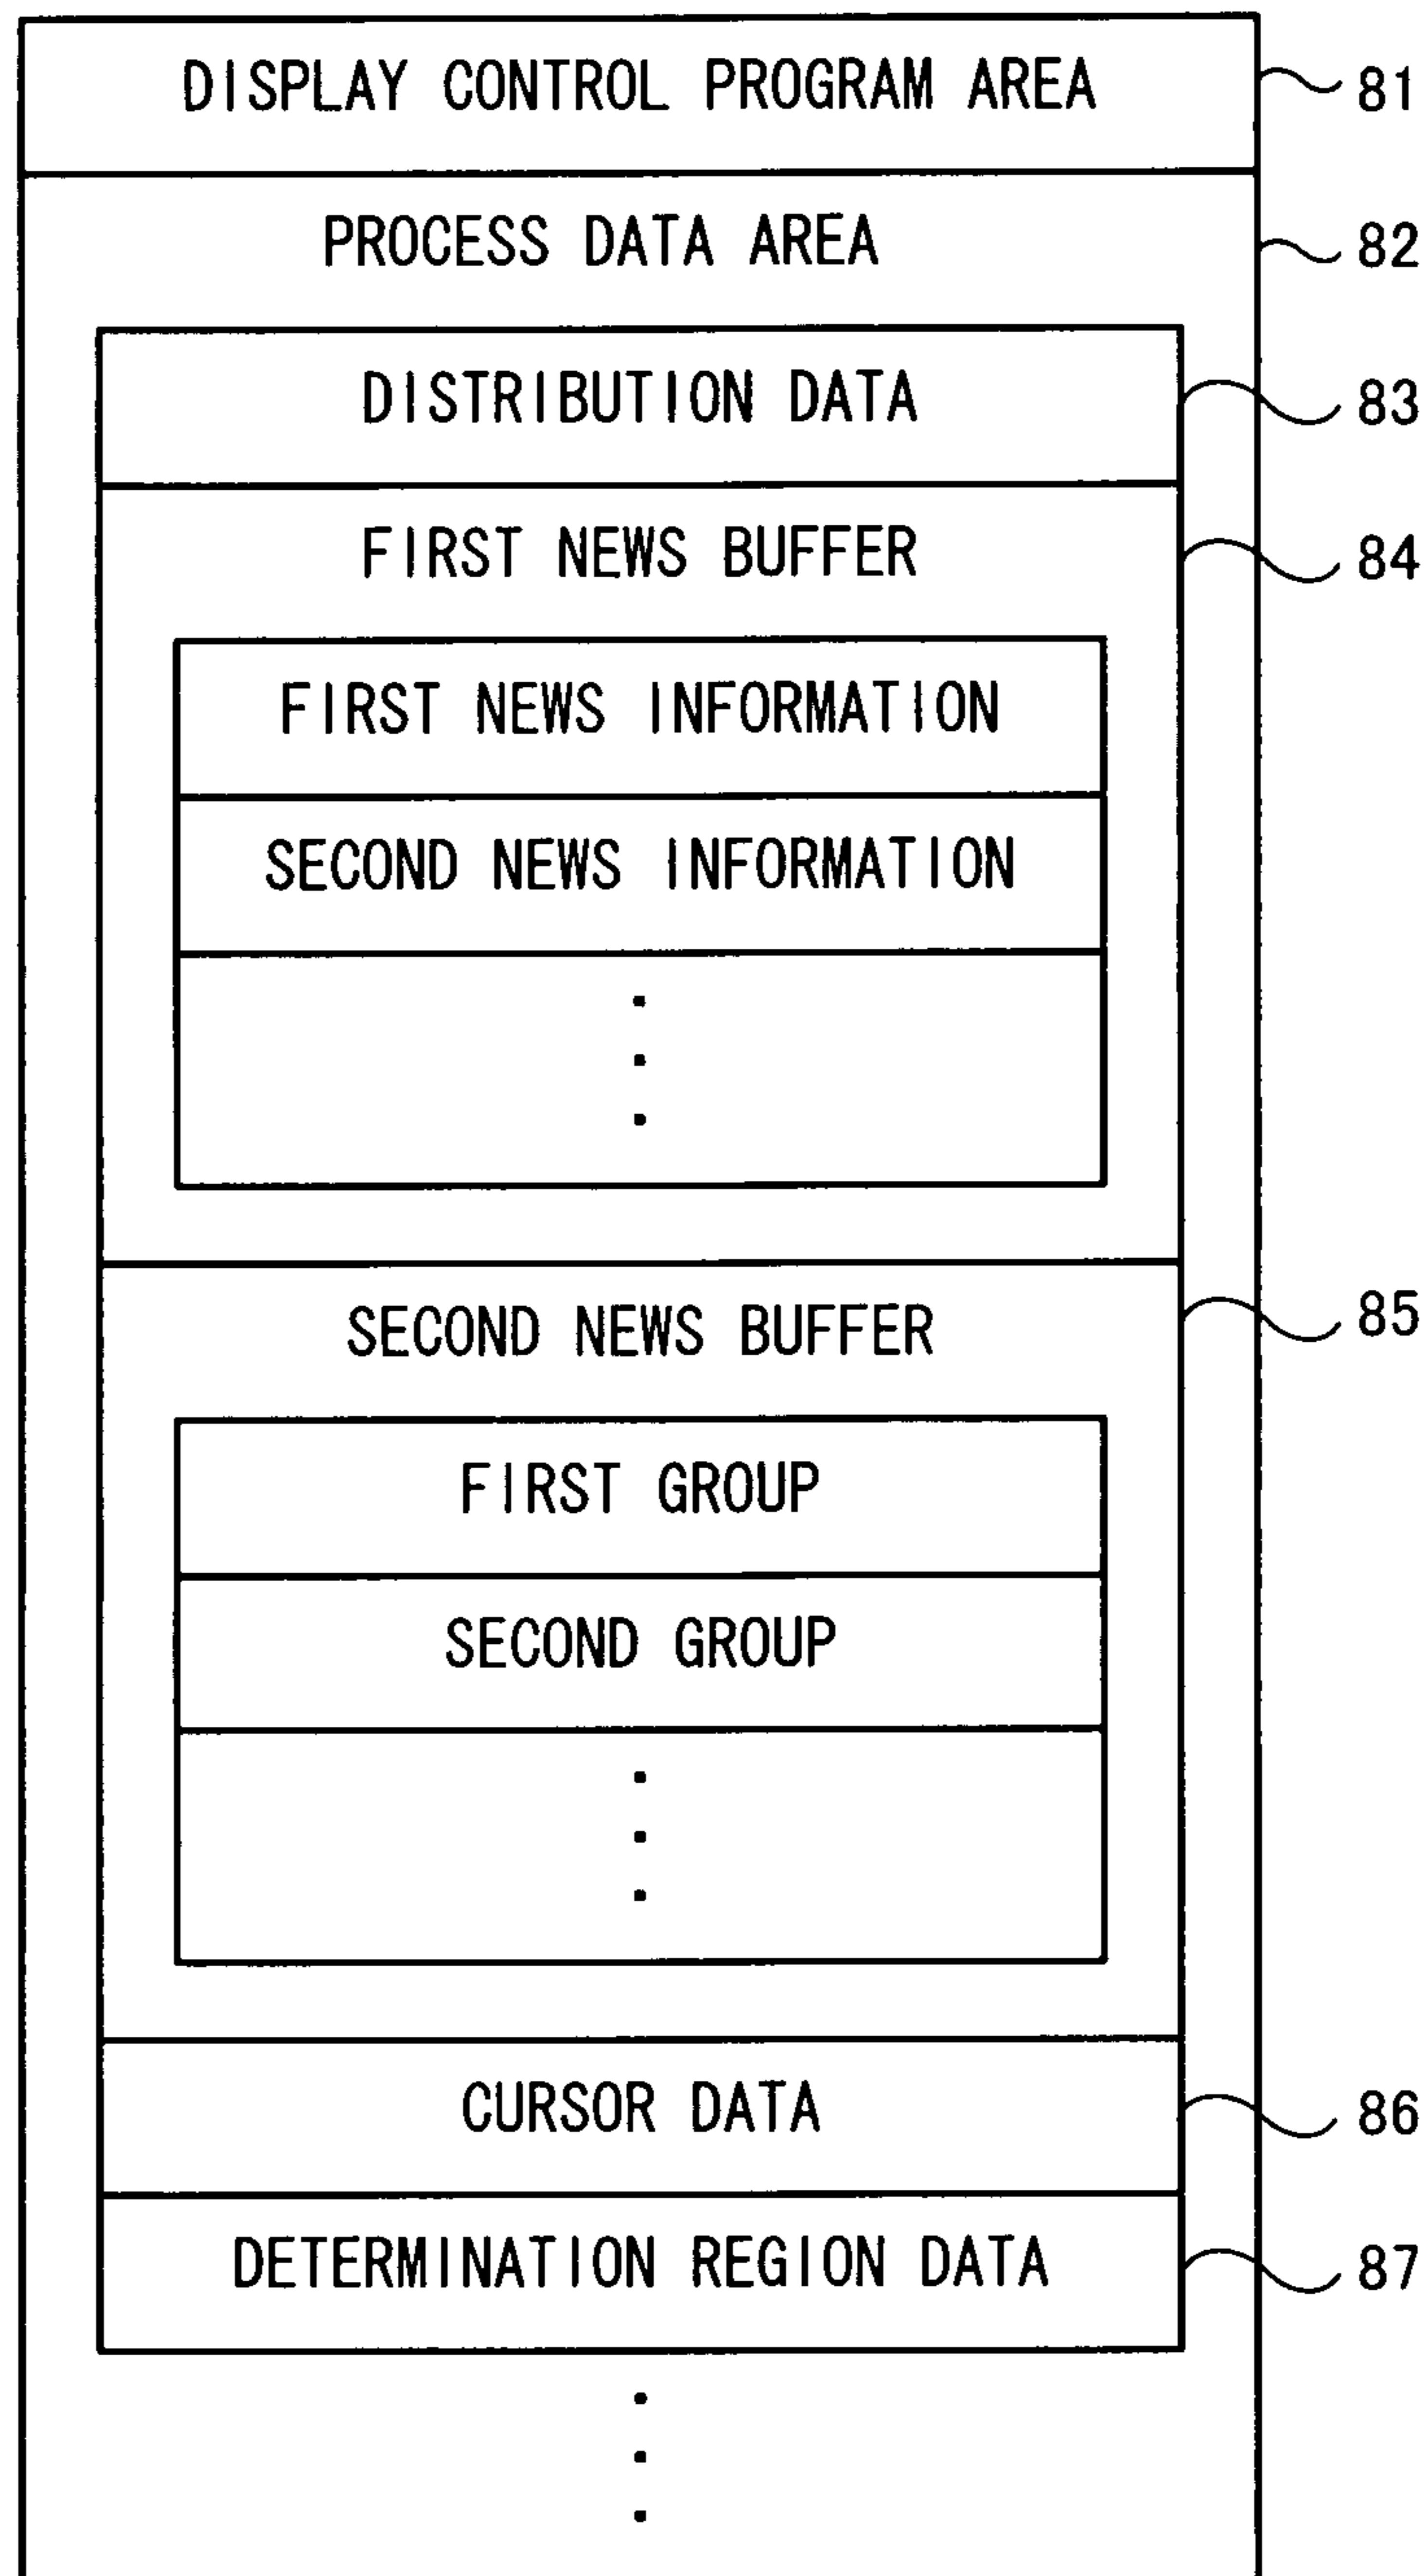 DISPLAY CONTROL PROGRAM AREA 81
PROCESS DATA AREA 82
DISTRIBUTION DATA 83
FIRST NEWS BUFFER 84
FIRST NEWS INFORMATION
SECOND NEWS INFORMATION
SECOND NEWS BUFFER 85
FIRST GROUP
SECOND GROUP
CURSOR DATA 86
DETERMINATION REGION DATA 87